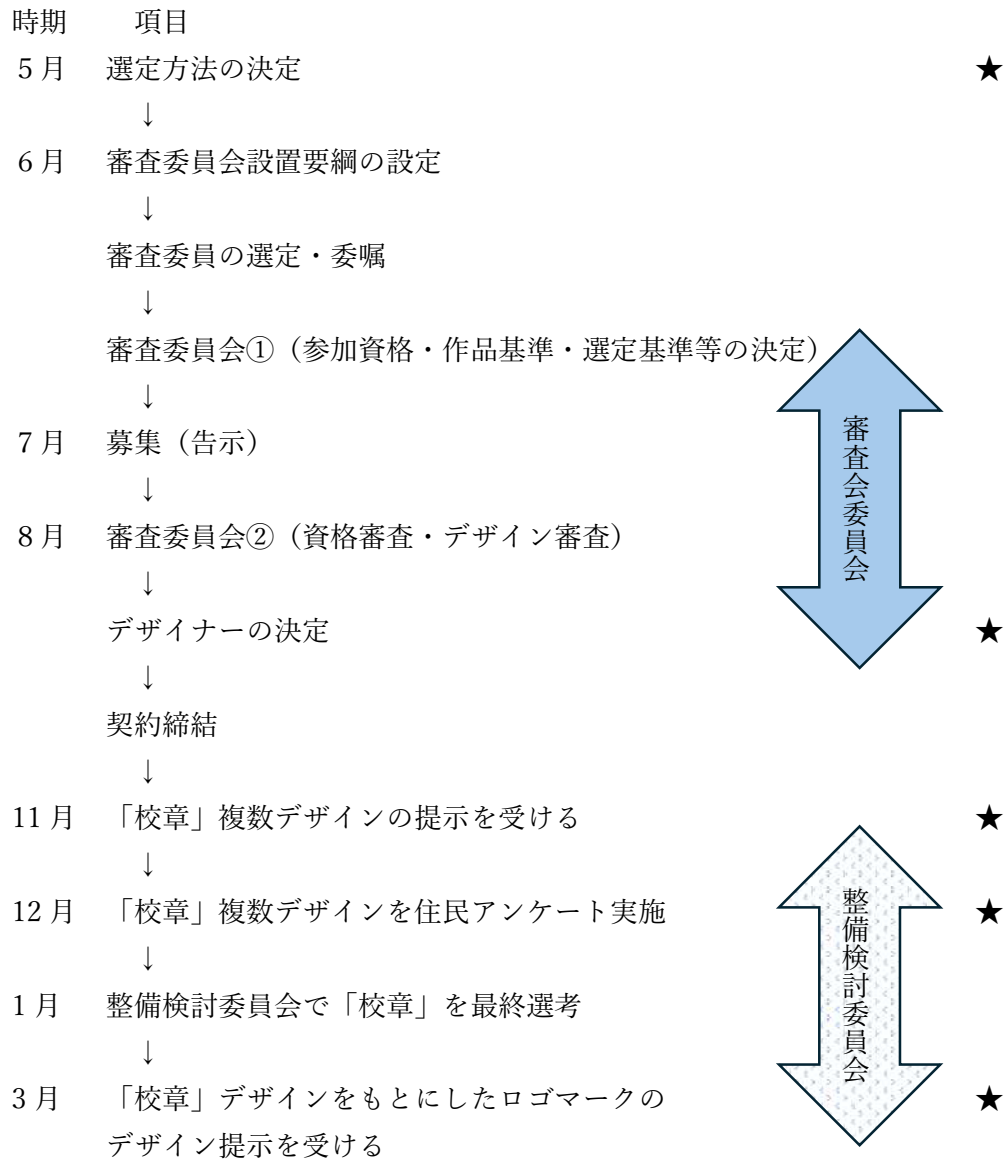 時期 項目
5月 選定方法の決定 ★
↓
6月 審査委員会設置要綱の設定
↓
審査委員の選定・委嘱
↓
審査委員会①（参加資格・作品基準・選定基準等の決定）
↓
7月 募集（告示）
↓
8月 審査委員会②（資格審査・デザイン審査）
↓
デザイナーの決定 ★
↓
契約締結
↓
11月 「校章」複数デザインの提示を受ける ★
↓
12月 「校章」複数デザインを住民アンケート実施 ★
↓
1月 整備検討委員会で「校章」を最終選考
↓
3月 「校章」デザインをもとにしたロゴマークの ★
デザイン提示を受ける
審査会委員会
整備検討委員会